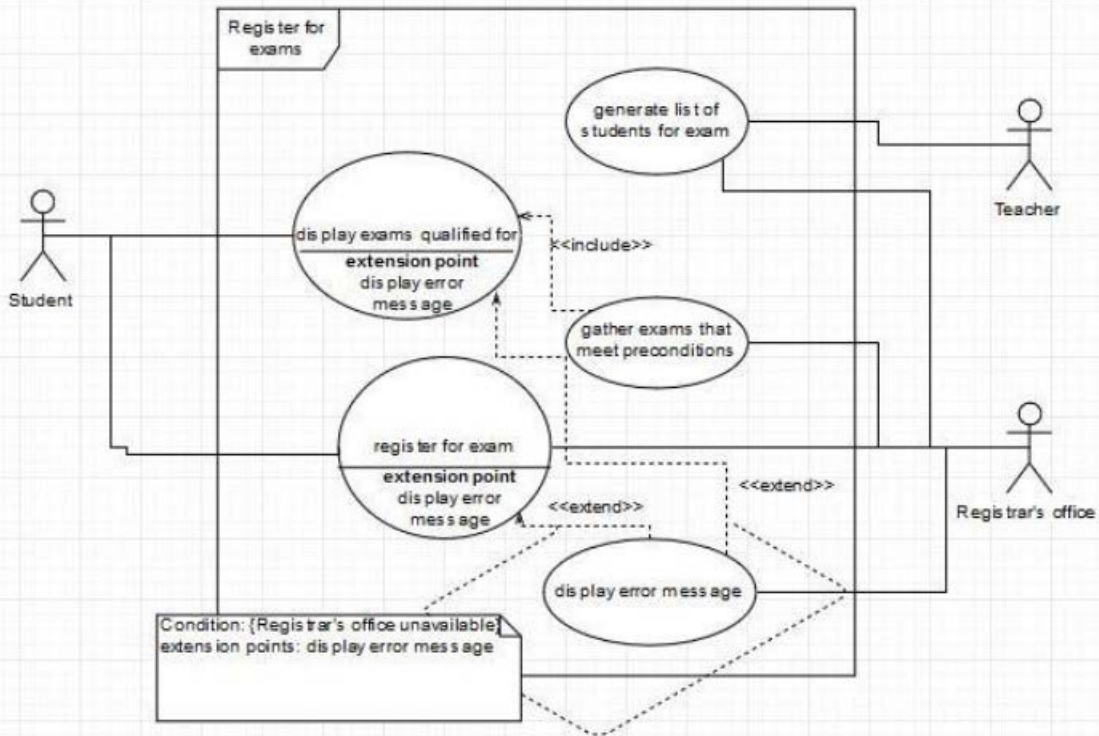 Register for
exams
generate list of
students for exam
Teacher
display exams qualified for
extension point
display error
message
<<include>>
Student
gather exams that
meet preconditions
register for exam
extension point
display error
message
<<extend>>
<<extend>>
Registrar's office
display error message
Condition: {Registrar's office unavailable}
extension points: display error message